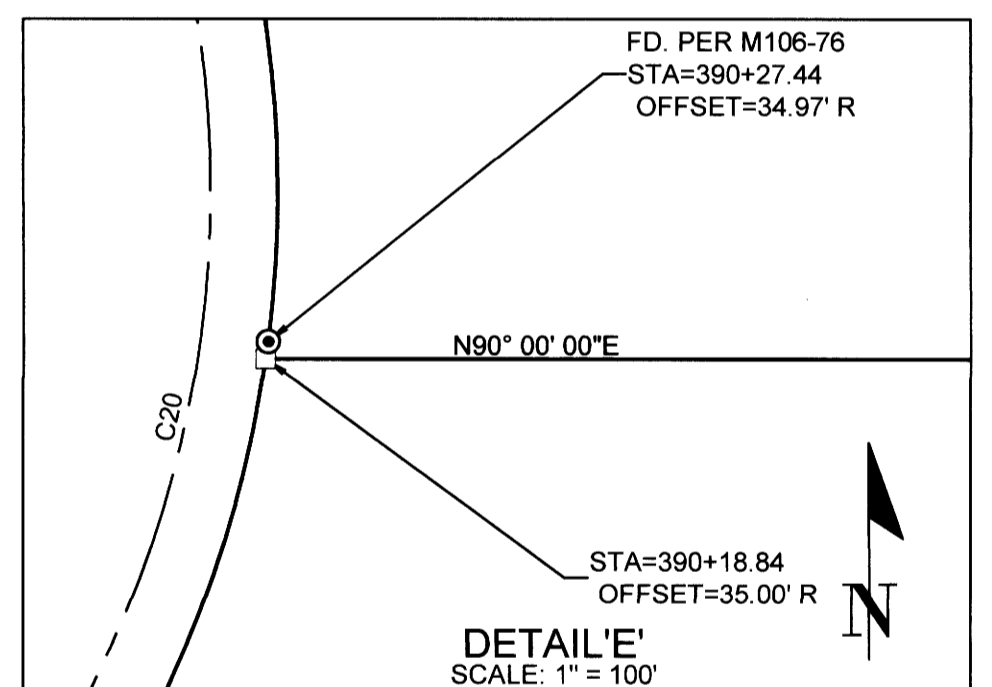 FD. PER M106-76
STA=390+27.44
OFFSET=34.97' R
N90° 00' 00"E
C20
STA=390+18.84
OFFSET=35.00' R
N
DETAIL'E'
SCALE: 1" = 100'